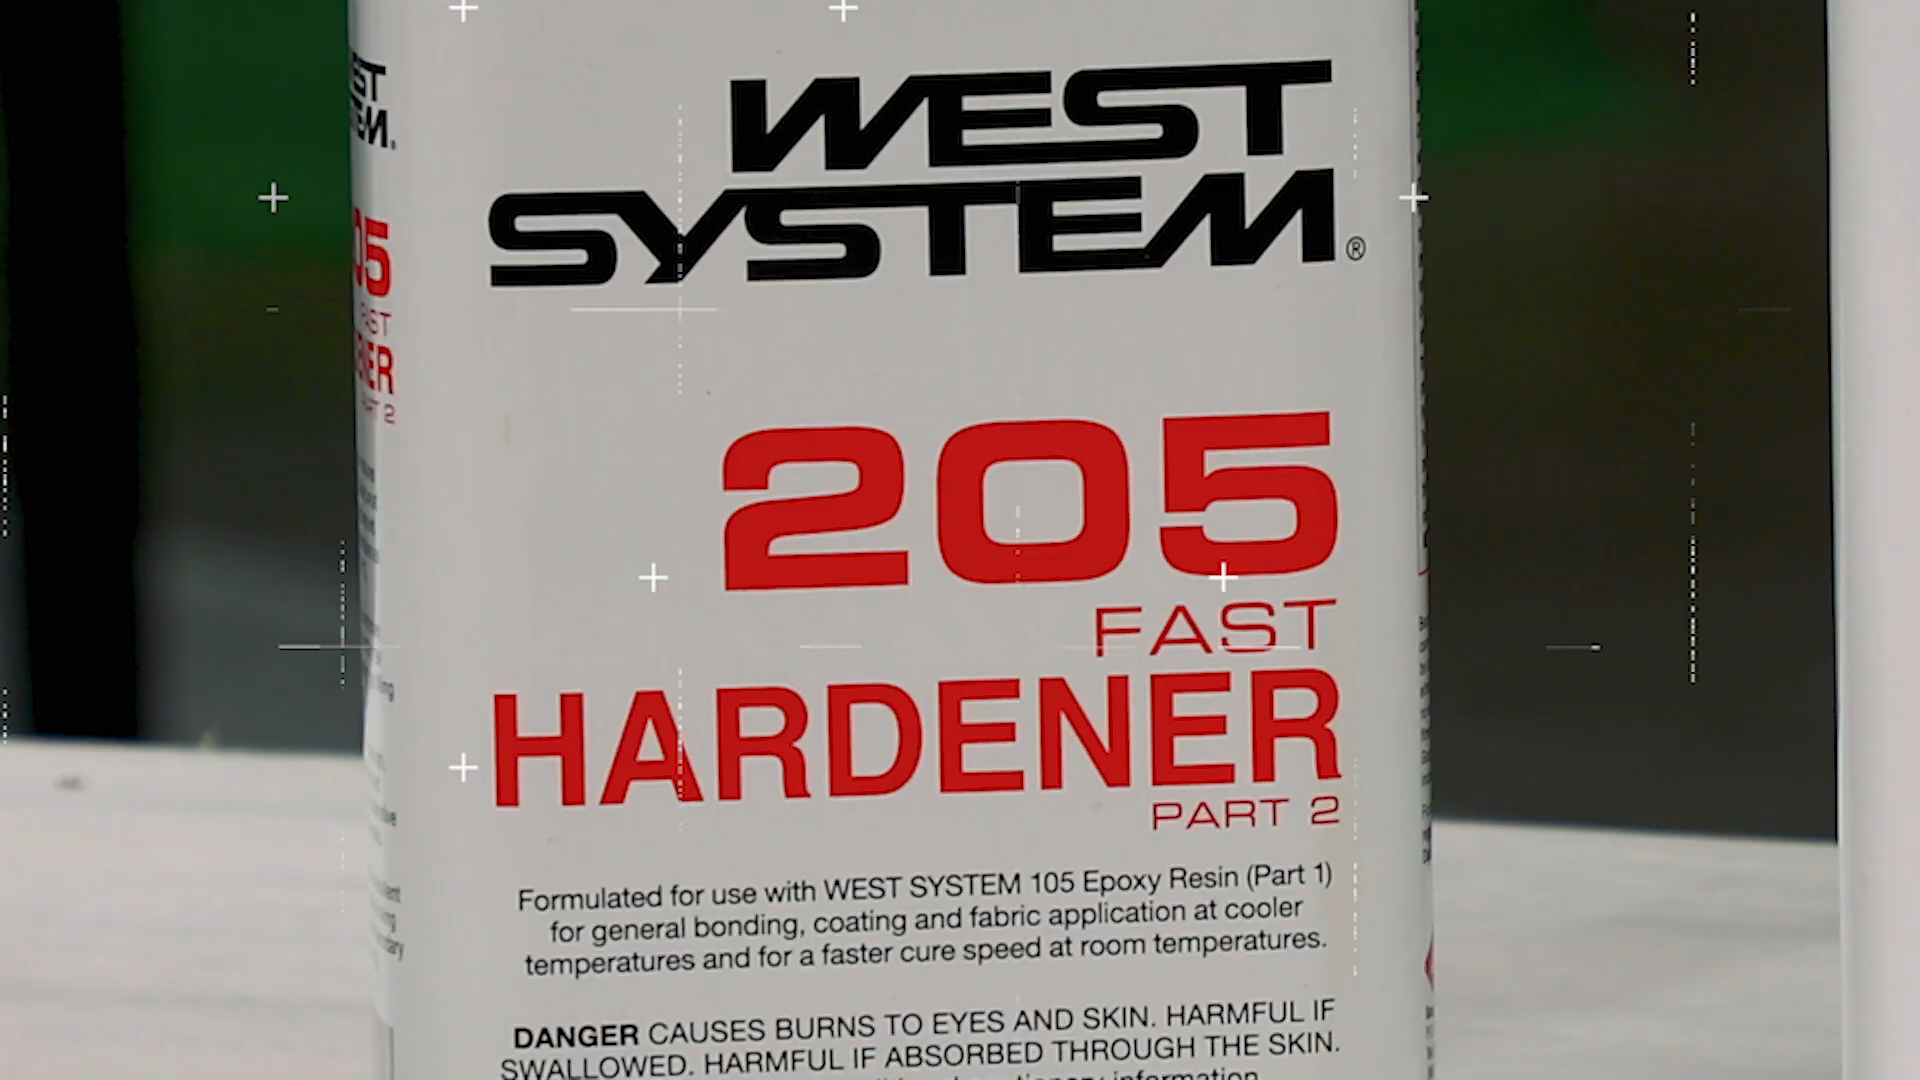 WEST
SYSTEM®
205
FAST
HARDENER
PART 2
Formulated for use with WEST SYSTEM 105 Epoxy Resin (Part 1)
for general bonding, coating and fabric application at cooler
temperatures and for a faster cure speed at room temperatures.
DANGER CAUSES BURNS TO EYES AND SKIN. HARMFUL IF
SWALLOWED. HARMFUL IF ABSORBED THROUGH THE SKIN.
information